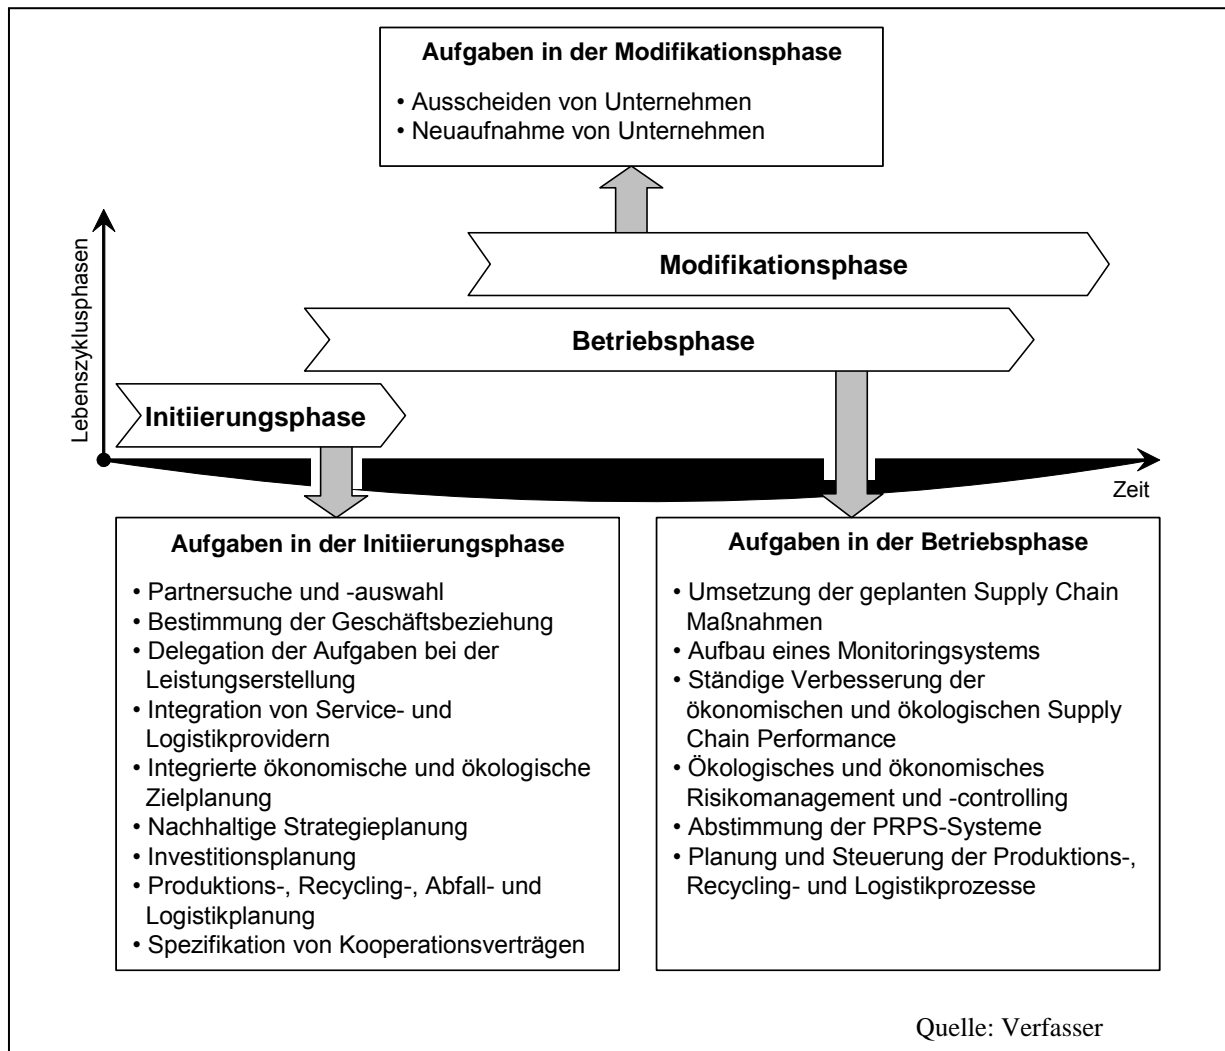 Aufgaben in der Modifikationsphase
• Ausscheiden von Unternehmen
• Neuaufnahme von Unternehmen
Lebenszyklusphasen
Modifikationsphase
Betriebsphase
Initiierungsphase
Zeit
Aufgaben in der Initiierungsphase
• Partnersuche und -auswahl
• Bestimmung der Geschäftsbeziehung
• Delegation der Aufgaben bei der
Leistungserstellung
• Integration von Service- und
Logistikprovidern
• Integrierte ökonomische und ökologische
Zielplanung
• Nachhaltige Strategieplanung
• Investitionsplanung
• Produktions-, Recycling-, Abfall- und
Logistikplanung
• Spezifikation von Kooperationsverträgen
Aufgaben in der Betriebsphase
• Umsetzung der geplanten Supply Chain
Maßnahmen
• Aufbau eines Monitoringsystems
• Ständige Verbesserung der
ökonomischen und ökologischen Supply
Chain Performance
• Ökologisches und ökonomisches
Risikomanagement und -controlling
• Abstimmung der PRPS-Systeme
• Planung und Steuerung der Produktions-,
Recycling- und Logistikprozesse
Quelle: Verfasser